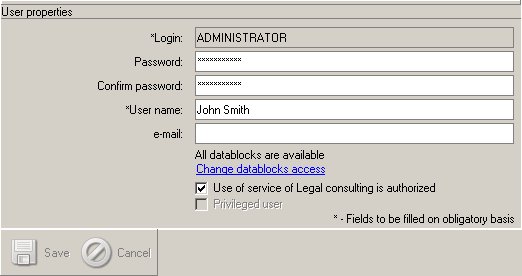 User properties
*Login: ADMINISTRATOR
Password: ***********
Confirm password: ***********
*User name: John Smith
e-mail:
All datablocks are available
Change datablocks access
Use of service of Legal consulting is authorized
Privileged user
* - Fields to be filled on obligatory basis
Save Cancel